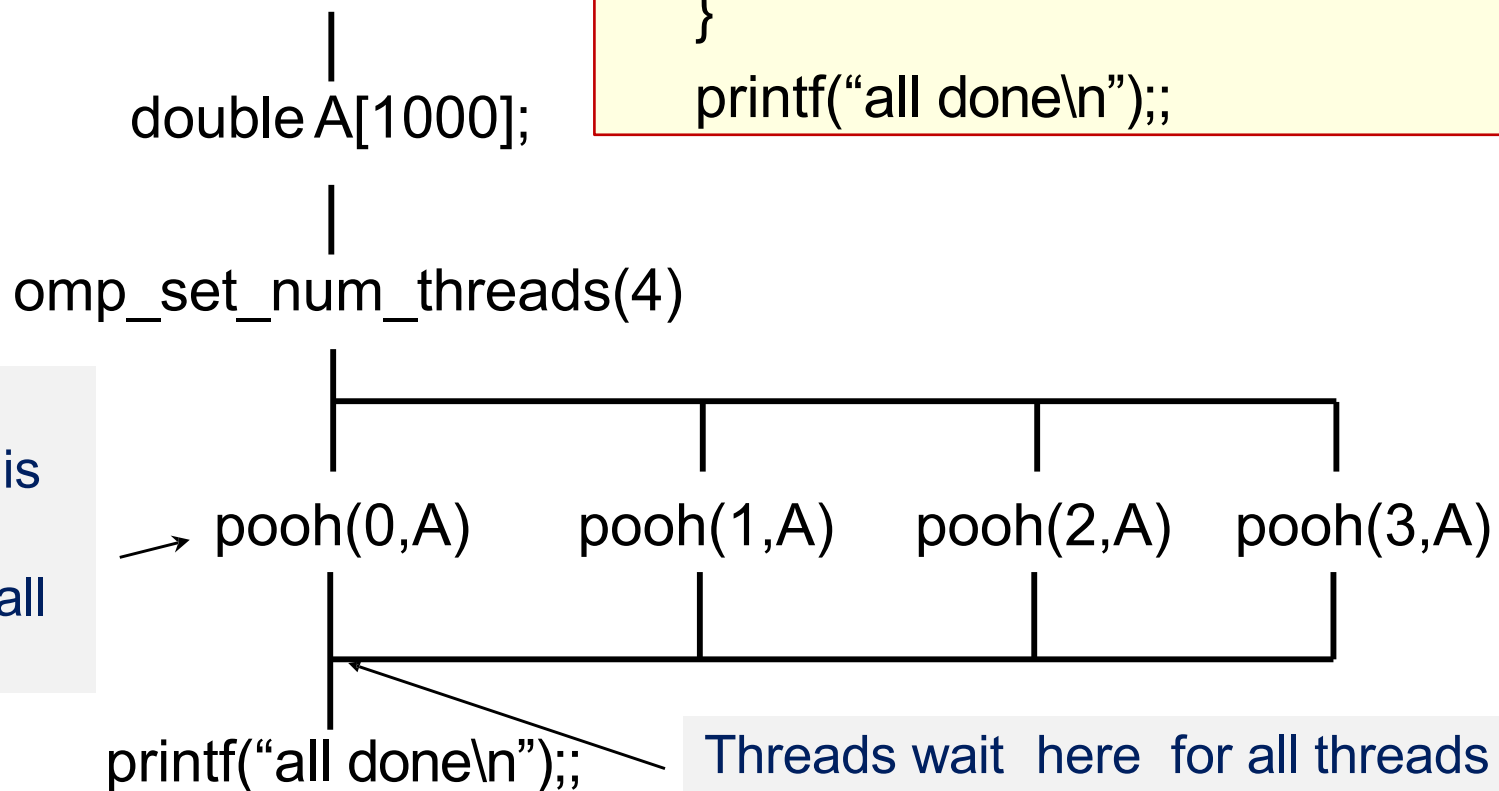 }
printf(“all done\n”);;
double A[1000];
omp_set_num_threads(4)
is
all
pooh(0,A) pooh(1,A) pooh(2,A) pooh(3,A)
printf(“all done\n”);;
Threads wait here for all threads